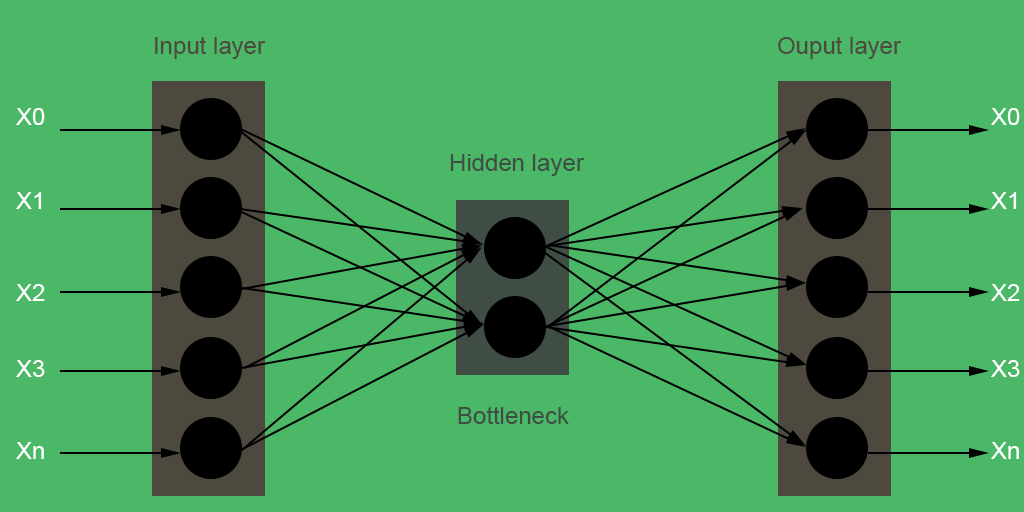 Input layer
Ouput layer
Hidden layer
X0
X1
X2
X3
Xn
Bottleneck
X0
X1
X2
X3
Xn